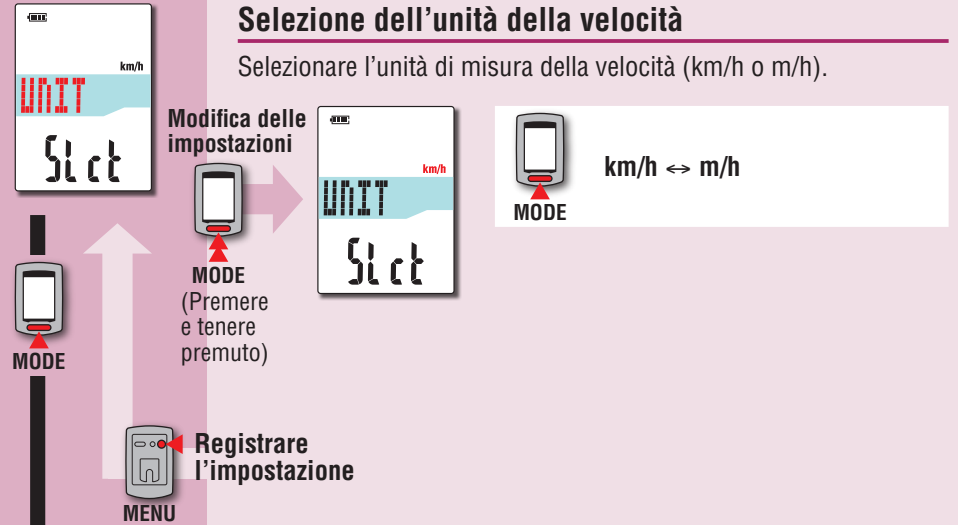 Selezione dell’unità della velocità
Selezionare l’unità di misura della velocità (km/h o m/h).
km/h
UNIT
Slct
Modifica delle
impostazioni
MODE
(Premere
e tenere
premuto)
km/h
UNIT
Slct
MODE
km/h ↔ m/h
MODE
Registrare
l’impostazione
MENU